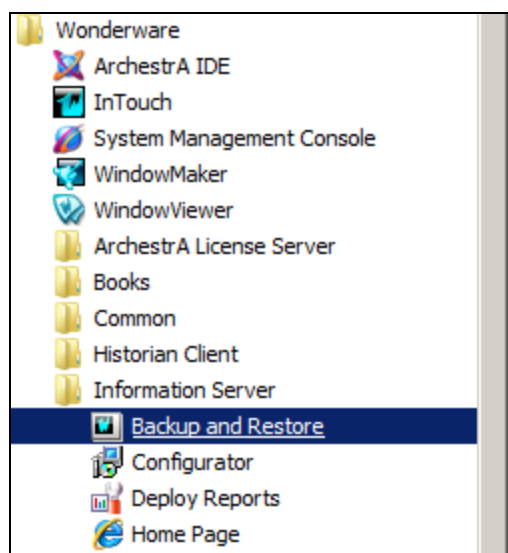 Wonderware
ArchestrA IDE
InTouch
System Management Console
WindowMaker
WindowViewer
ArchestrA License Server
Books
Common
Historian Client
Information Server
Backup and Restore
Configurator
Deploy Reports
Home Page